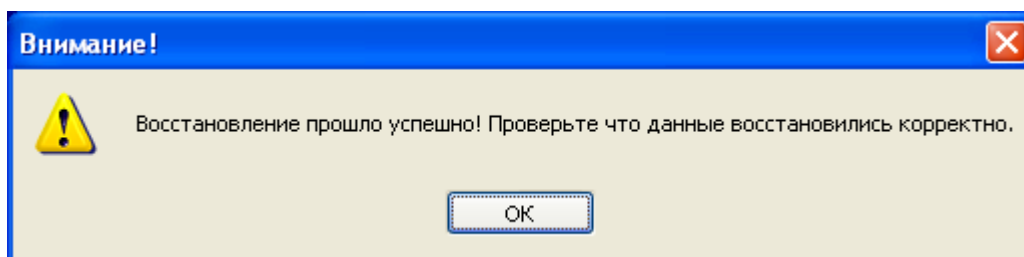 Внимание!
Восстановление прошло успешно! Проверьте что данные восстановились корректно.
OK